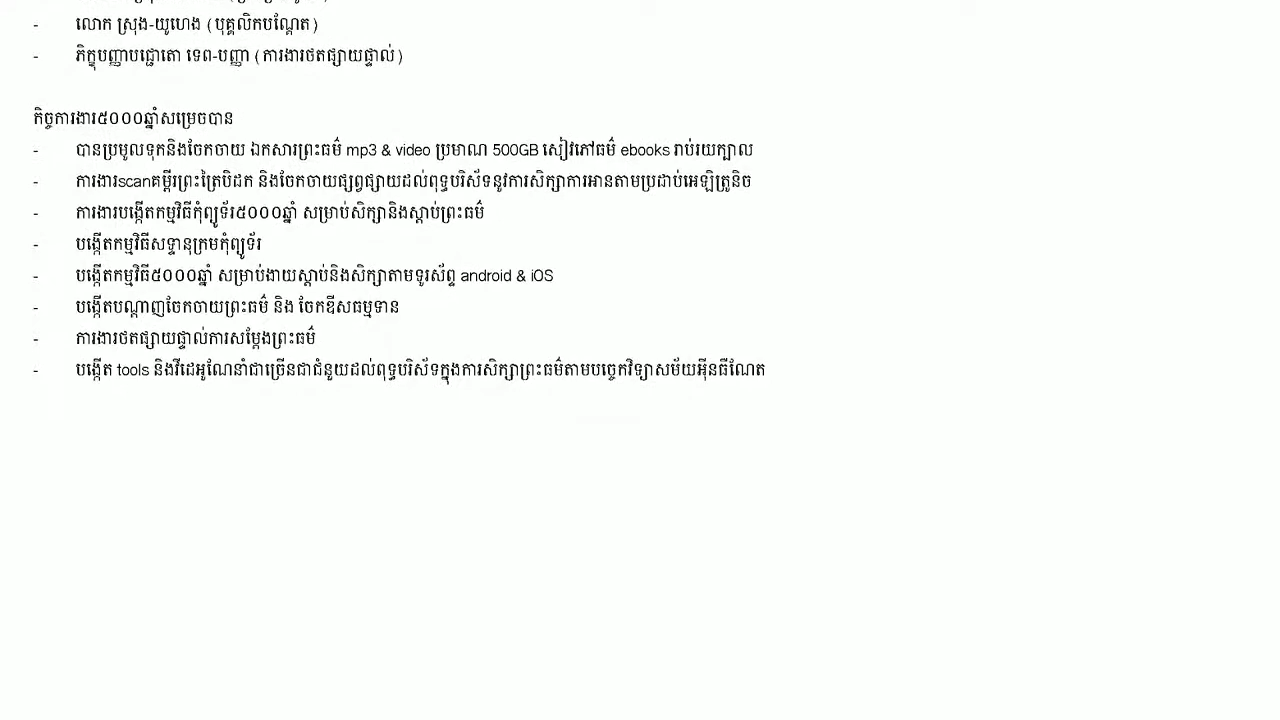 - លោក ស្រុង-យូហេង (បុគ្គលិកបណ្តែត)
- ភិក្ខុបញ្ញាបជ្ជោតោ ទេព-បញ្ញា (ការងារថតផ្សាយផ្ទាល់)
កិច្ចការងារ៥០០០ឆ្នាំសម្រេចបាន
- បានប្រមូលទុកនិងចែកចាយ ឯកសារព្រះធម៌ mp3 & video ប្រមាណ 500GB សៀវភៅធម៌ ebooks រាប់រយក្បាល
- ការងារscanគម្ពីរព្រះត្រៃបិដក និងចែកចាយផ្សព្វផ្សាយដល់ពុទ្ធបរិស័ទនូវការសិក្សាការអានតាមប្រដាប់អេឡិត្រូនិច
- ការងារបង្កើតកម្មវិធីកុំព្យូទ័រ៥០០០ឆ្នាំ សម្រាប់សិក្សានិងស្តាប់ព្រះធម៌
- បង្កើតកម្មវិធីសទ្ទានុក្រមកុំព្យូទ័រ
- បង្កើតកម្មវិធី៥០០០ឆ្នាំ សម្រាប់ងាយស្តាប់និងសិក្សាតាមទូរស័ព្ទ android & iOS
- បង្កើតបណ្តាញចែកចាយព្រះធម៌ និង ចែកឌីសធម្មទាន
- ការងារថតផ្សាយផ្ទាល់ការសម្តែងព្រះធម៌
- បង្កើត tools និងវីដេអូណែនាំជាច្រើនជាជំនួយដល់ពុទ្ធបរិស័ទក្នុងការសិក្សាព្រះធម៌តាមបច្ចេកវិទ្យាសម័យអ៊ីនធឺណែត